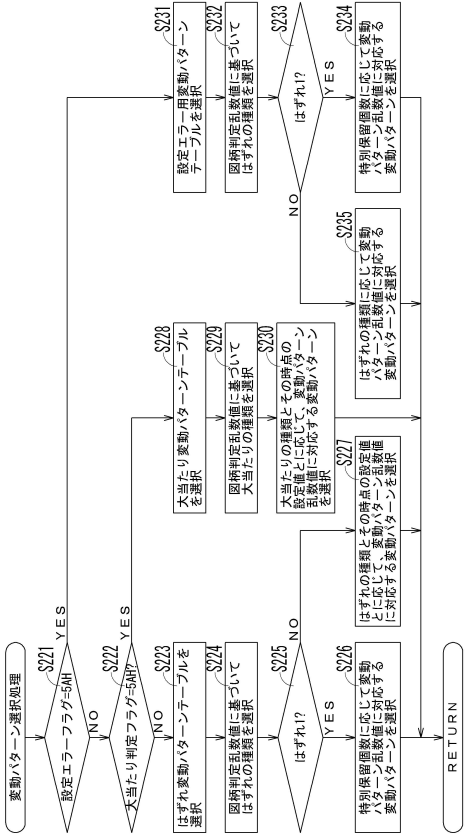 変動パターン選択処理
S221
設定エラーフラグ=5AH
YES
NO
S222
大当たり判定フラグ=5AH?
YES
NO
S223
はずれ変動パターンテーブルを
選択
S224
図柄判定乱数値に基づいて
はずれの種類を選択
S225
はずれ1?
NO
YES
S226
特別保留個数に応じて変動
パターン乱数値に対応する
変動パターンを選択
S227
はずれの種類とその時点の設定値
とに応じて、変動パターン乱数値
に対応する変動パターンを選択
S228
大当たり変動パターンテーブル
を選択
S229
図柄判定乱数値に基づいて
大当たりの種類を選択
S230
大当たりの種類とその時点の
設定値とに応じて、変動パターン
乱数値に対応する変動パターン
を選択
S231
設定エラー用変動パターン
テーブルを選択
S232
図柄判定乱数値に基づいて
はずれの種類を選択
S233
はずれ1?
NO
YES
S234
特別保留個数に応じて変動
パターン乱数値に対応する
変動パターンを選択
S235
はずれの種類に応じて変動
パターン乱数値に対応する
変動パターンを選択
RETURN